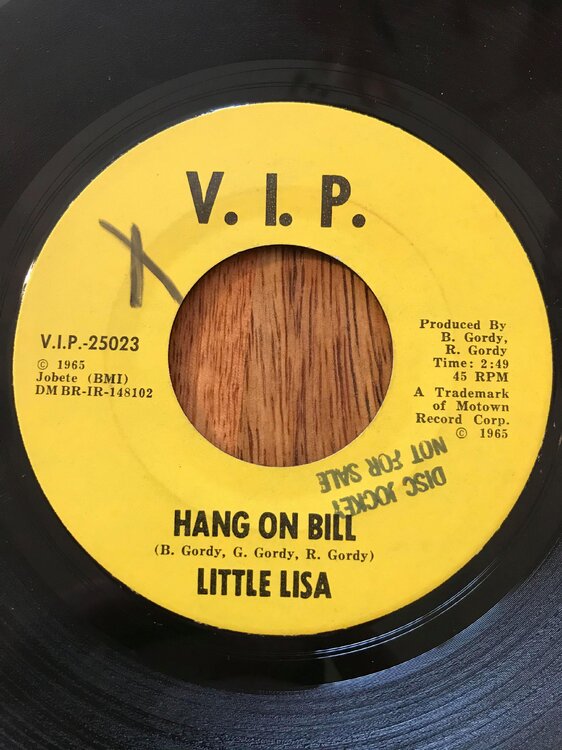 V. I. P.
X
V.I.P.-25023
© 1965
Jobete (BMI)
DM BR-IR-148102
Produced By
B. Gordy,
R. Gordy
Time: 2:49
45 RPM
A Trademark
of Motown
Record Corp.
© 1965
DISC JOCKET
NOT FOR SALE
HANG ON BILL
(B. Gordy, G. Gordy, R. Gordy)
LITTLE LISA